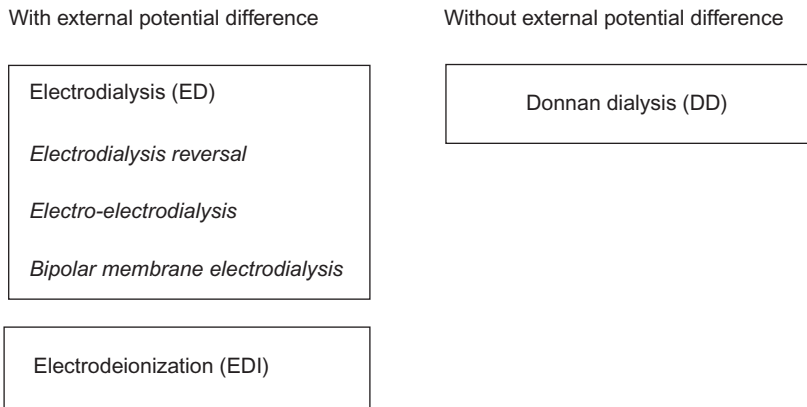 With external potential difference
Without external potential difference
Electrodialysis (ED)
Electrodialysis reversal
Electro-electrodialysis
Bipolar membrane electrodialysis
Donnan dialysis (DD)
Electrodeionization (EDI)